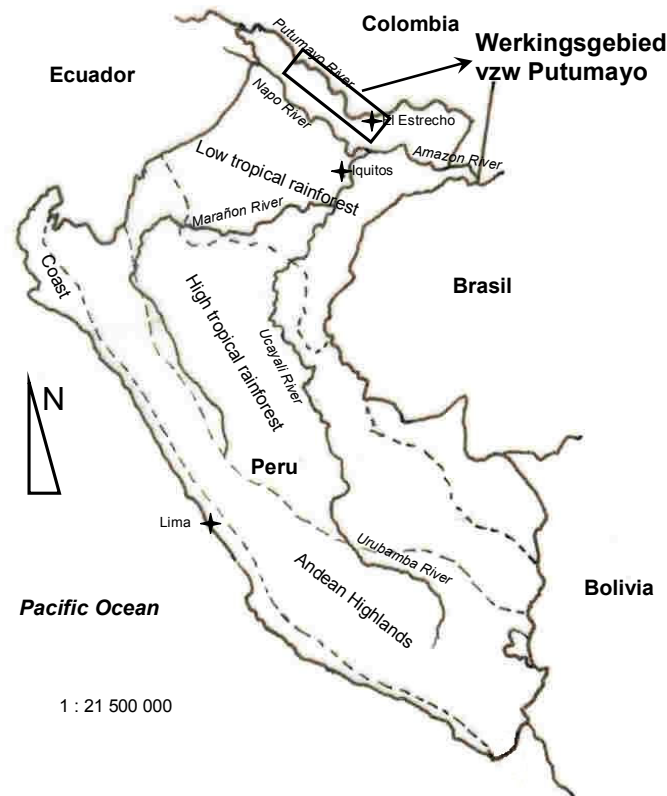 Colombia
Putumayo River
Werkingsgebied
vzw Putumayo
Ecuador
Napo River
El Estrecho
Amazon River
Iquitos
Low tropical rainforest
Marañon River
Coast
Brasil
High tropical rainforest
Ucayali River
N
Peru
Lima
Urubamba River
Andean Highlands
Bolivia
Pacific Ocean
1 : 21 500 000